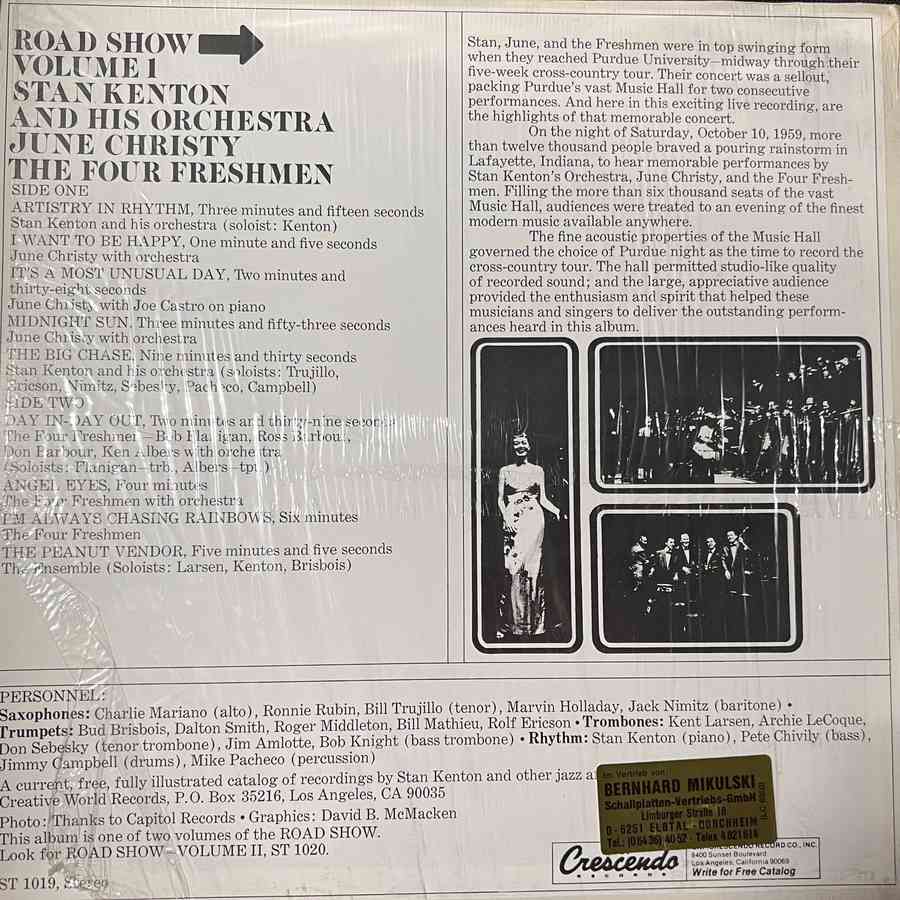 ROAD SHOW
VOLUME 1
STAN KENTON
AND HIS ORCHESTRA
JUNE CHRISTY
THE FOUR FRESHMEN
SIDE ONE
ARTISTRY IN RHYTHM, Three minutes and fifteen seconds
Stan Kenton and his orchestra (soloist: Kenton)
I WANT TO BE HAPPY, One minute and five seconds
June Christy with orchestra
IT'S A MOST UNUSUAL DAY, Two minutes and
thirty-eight seconds
June Christy with Joe Castro on piano
MIDNIGHT SUN, Three minutes and fifty-three seconds
June Christy with orchestra
THE BIG CHASE, Nine minutes and thirty seconds
Stan Kenton and his orchestra (soloists: Trujillo,
Ericson, Nimitz, Sebesky, Pacheco, Campbell)
SIDE TWO
DAY IN-DAY OUT, Two minutes and thirty-nine seconds
The Four Freshmen—Bob Flanigan, Ross Barbour,
Don Barbour, Ken Albers with orchestra
(Soloists: Flanigan—trb., Albers—tpt.)
ANGEL EYES, Four minutes
The Four Freshmen with orchestra
I'M ALWAYS CHASING RAINBOWS, Six minutes
The Four Freshmen
THE PEANUT VENDOR, Five minutes and five seconds
The Ensemble (Soloists: Larsen, Kenton, Brisbois)
Stan, June, and the Freshmen were in top swinging form
when they reached Purdue University—midway through their
five-week cross-country tour. Their concert was a sellout,
packing Purdue's vast Music Hall for two consecutive
performances. And here in this exciting live recording, are
the highlights of that memorable concert.
On the night of Saturday, October 10, 1959, more
than twelve thousand people braved a pouring rainstorm in
Lafayette, Indiana, to hear memorable performances by
Stan Kenton's Orchestra, June Christy, and the Four Fresh-
men. Filling the more than six thousand seats of the vast
Music Hall, audiences were treated to an evening of the finest
modern music available anywhere.
The fine acoustic properties of the Music Hall
governed the choice of Purdue night as the time to record the
cross-country tour. The hall permitted studio-like quality
of recorded sound; and the large, appreciative audience
provided the enthusiasm and spirit that helped these
musicians and singers to deliver the outstanding perform-
ances heard in this album.
PERSONNEL:
Saxophones: Charlie Mariano (alto), Ronnie Rubin, Bill Trujillo (tenor), Marvin Holladay, Jack Nimitz (baritone) •
Trumpets: Bud Brisbois, Dalton Smith, Roger Middleton, Bill Mathieu, Rolf Ericson • Trombones: Kent Larsen, Archie LeCoque,
Don Sebesky (tenor trombone), Jim Amlotte, Bob Knight (bass trombone) • Rhythm: Stan Kenton (piano), Pete Chivily (bass),
Jimmy Campbell (drums), Mike Pacheco (percussion)
A current, free, fully illustrated catalog of recordings by Stan Kenton and other jazz
Creative World Records, P.O. Box 35216, Los Angeles, CA 90035
Photo: Thanks to Capitol Records • Graphics: David B. McMacken
This album is one of two volumes of the ROAD SHOW.
Look for ROAD SHOW—VOLUME II, ST 1020.
ST 1019, Stereo
Im Vertrieb von:
BERNHARD MIKULSKI
Schallplatten-Vertriebs-GmbH
Limburger Straße 18
D-6251 ELBTAL-DORCHHEIM
Tel.: (06436) 4052 · Telex 4821614
Crescendo
RECORDS
CRESCENDO RECORD CO., INC.
8400 Sunset Boulevard
Los Angeles, California 90069
Write for Free Catalog